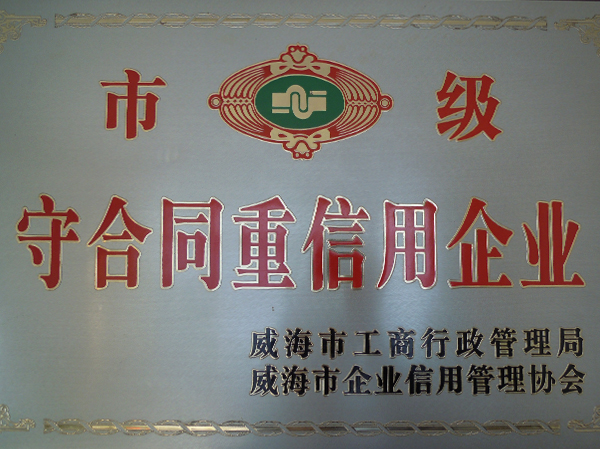 市 级
守合同重信用企业
威海市工商行政管理局
威海市企业信用管理协会